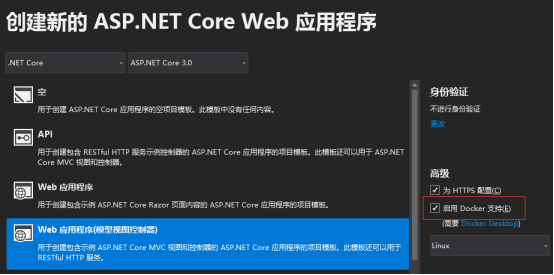 创建新的 ASP.NET Core Web 应用程序
.NET Core
ASP.NET Core 3.0
空
用于创建 ASP.NET Core 应用程序的空项目模板。此模板中没有任何内容。
API
用于创建包含 RESTful HTTP 服务示例控制器的 ASP.NET Core 应用程序的项目模板。此模板还可以用于 ASP.NET
Core MVC 视图和控制器。
Web 应用程序
用于创建包含示例 ASP.NET Core Razor 页面内容的 ASP.NET Core 应用程序的项目模板。
Web 应用程序(模型视图控制器)
用于创建包含示例 ASP.NET Core MVC 视图和控制器的 ASP.NET Core 应用程序的项目模板。此模板还可以用于
RESTful HTTP 服务。
身份验证
不进行身份验证
更改
高级
为 HTTPS 配置(C)
启用 Docker 支持(E)
(需要 Docker Desktop)
Linux